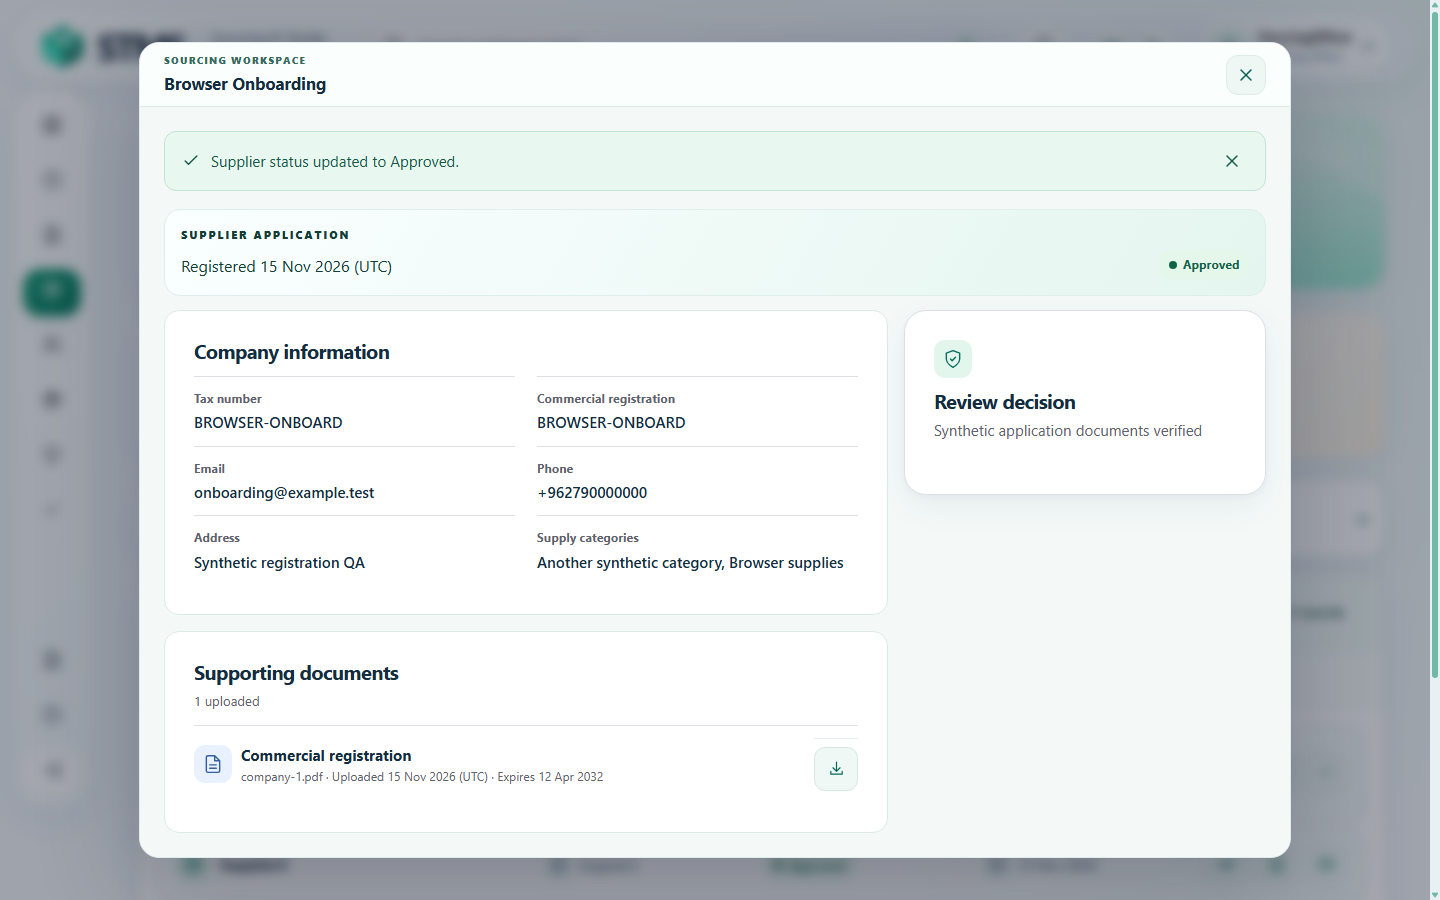 SOURCING WORKSPACE
Browser Onboarding
Supplier status updated to Approved.
SUPPLIER APPLICATION
Registered 15 Nov 2026 (UTC)
Approved
Company information
Tax number
BROWSER-ONBOARD
Commercial registration
BROWSER-ONBOARD
Email
onboarding@example.test
Phone
+962790000000
Address
Synthetic registration QA
Supply categories
Another synthetic category, Browser supplies
Review decision
Synthetic application documents verified
Supporting documents
1 uploaded
Commercial registration
company-1.pdf · Uploaded 15 Nov 2026 (UTC) · Expires 12 Apr 2032